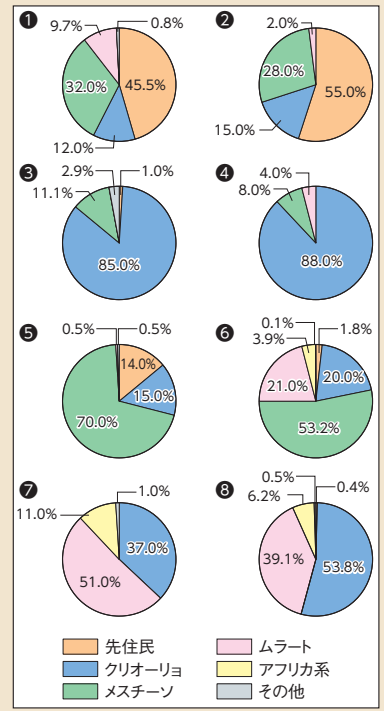 ❶ 9.7% 0.8%
32.0% 45.5%
12.0%
❷ 2.0%
28.0% 55.0%
15.0%
❸ 2.9% 1.0%
11.1%
85.0%
❹ 4.0%
8.0%
88.0%
❺ 0.5% 0.5%
14.0%
15.0%
70.0%
❻ 0.1% 1.8%
3.9%
21.0% 20.0%
53.2%
❼ 1.0%
11.0%
37.0%
51.0%
❽ 0.5% 0.4%
6.2%
39.1% 53.8%
先住民 ムラート
クリオーリョ アフリカ系
メスチーソ その他